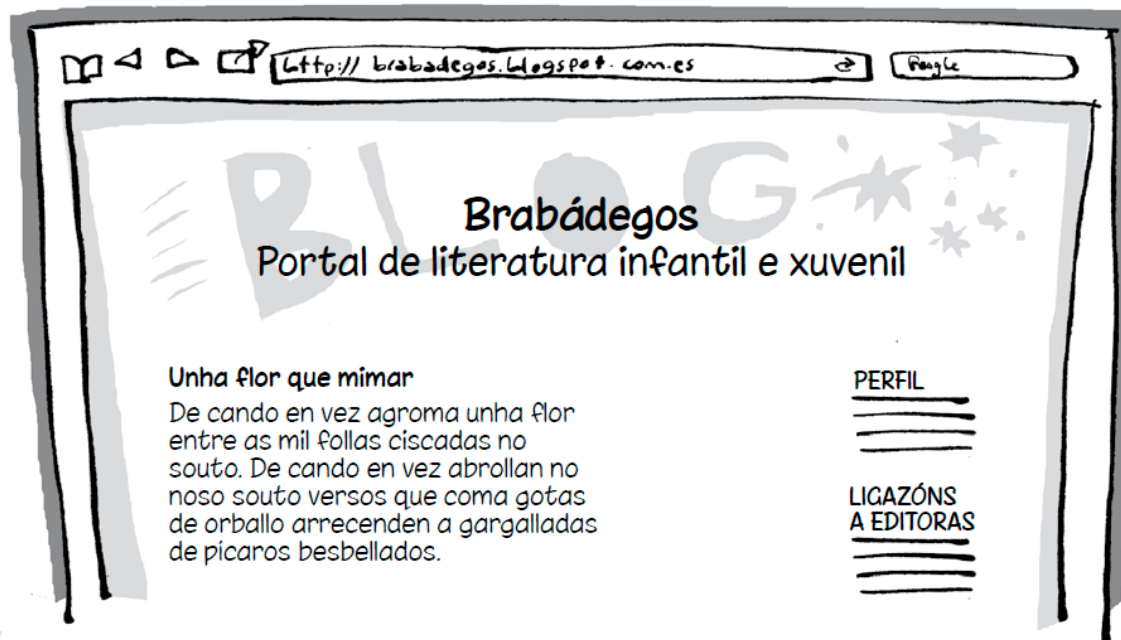 http://brabadegos.blogspot.com.es
Google
BLOG
Brabádegos
Portal de literatura infantil e xuvenil
Unha flor que mimar
De cando en vez agroma unha flor
entre as mil follas ciscadas no
souto. De cando en vez abrollan no
noso souto versos que coma gotas
de orballo arrecenden a gargalladas
de pícaros besbellados.
PERFIL
LIGAZÓNS
A EDITORAS